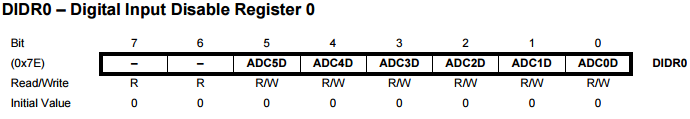 DIDR0 – Digital Input Disable Register 0
Bit 7 6 5 4 3 2 1 0
(0x7E) – – ADC5D ADC4D ADC3D ADC2D ADC1D ADC0D DIDR0
Read/Write R R R/W R/W R/W R/W R/W R/W
Initial Value 0 0 0 0 0 0 0 0